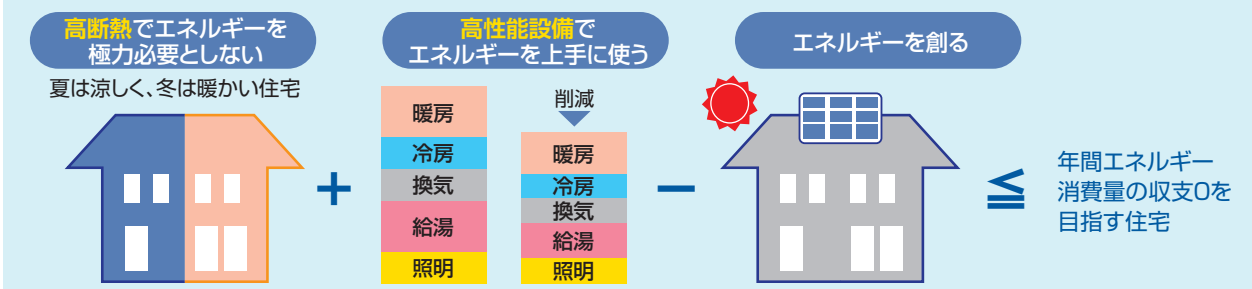 高断熱でエネルギーを
極力必要としない
夏は涼しく、冬は暖かい住宅
高性能設備で
エネルギーを上手に使う
暖房
冷房
換気
給湯
照明
削減
暖房
冷房
換気
給湯
照明
エネルギーを創る
年間エネルギー
消費量の収支0を
目指す住宅
+
−
≦